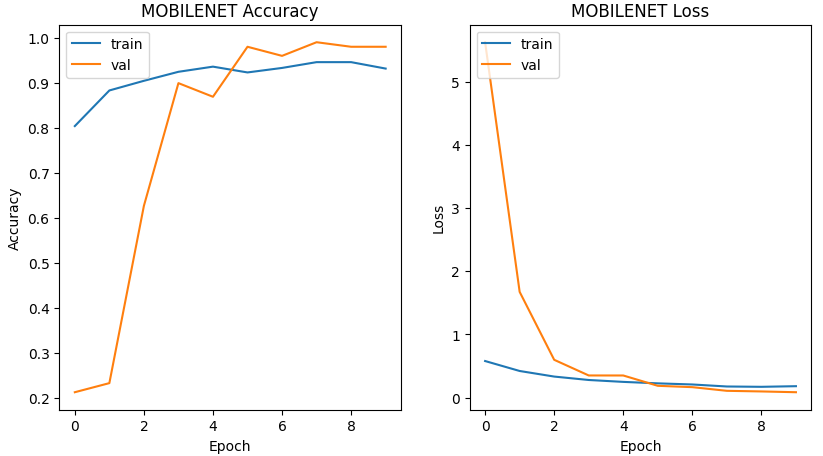 MOBILENET Accuracy
train
val
1.0
0.9
0.8
0.7
0.6
0.5
0.4
0.3
0.2
Accuracy
0 2 4 6 8
Epoch
MOBILENET Loss
train
val
5
4
3
2
1
0
Loss
0 2 4 6 8
Epoch